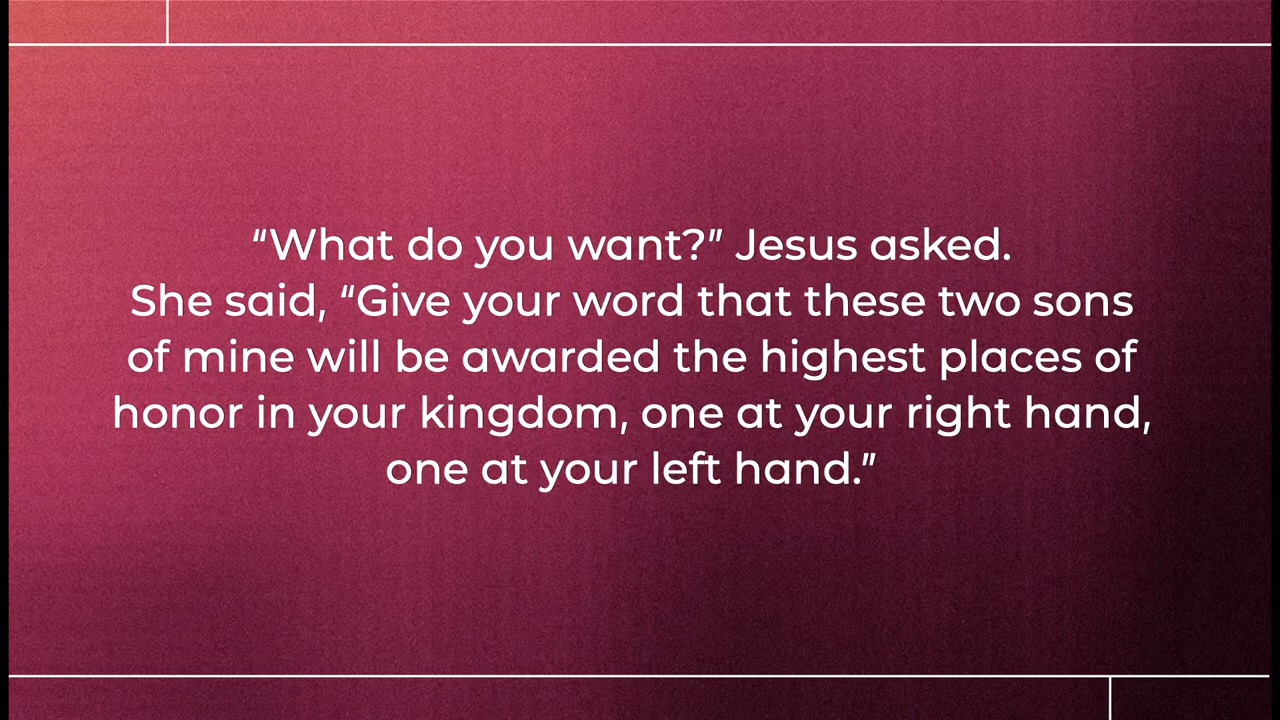 “What do you want?” Jesus asked.
She said, “Give your word that these two sons
of mine will be awarded the highest places of
honor in your kingdom, one at your right hand,
one at your left hand.”